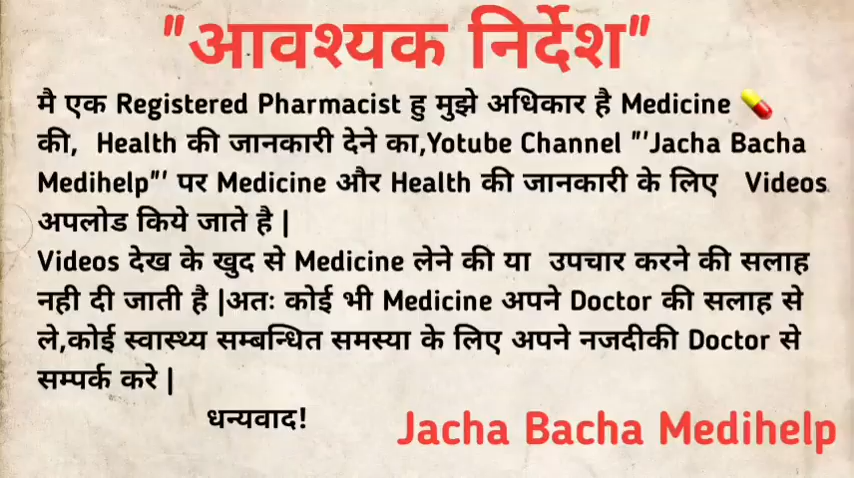 "आवश्यक निर्देश"
मै एक Registered Pharmacist हु मुझे अधिकार है Medicine 💊
की, Health की जानकारी देने का,Yotube Channel "'Jacha Bacha
Medihelp"' पर Medicine और Health की जानकारी के लिए Videos
अपलोड किये जाते है |
Videos देख के खुद से Medicine लेने की या उपचार करने की सलाह
नही दी जाती है |अतः कोई भी Medicine अपने Doctor की सलाह से
ले,कोई स्वास्थ्य सम्बन्धित समस्या के लिए अपने नजदीकी Doctor से
सम्पर्क करे |
धन्यवाद!
Jacha Bacha Medihelp